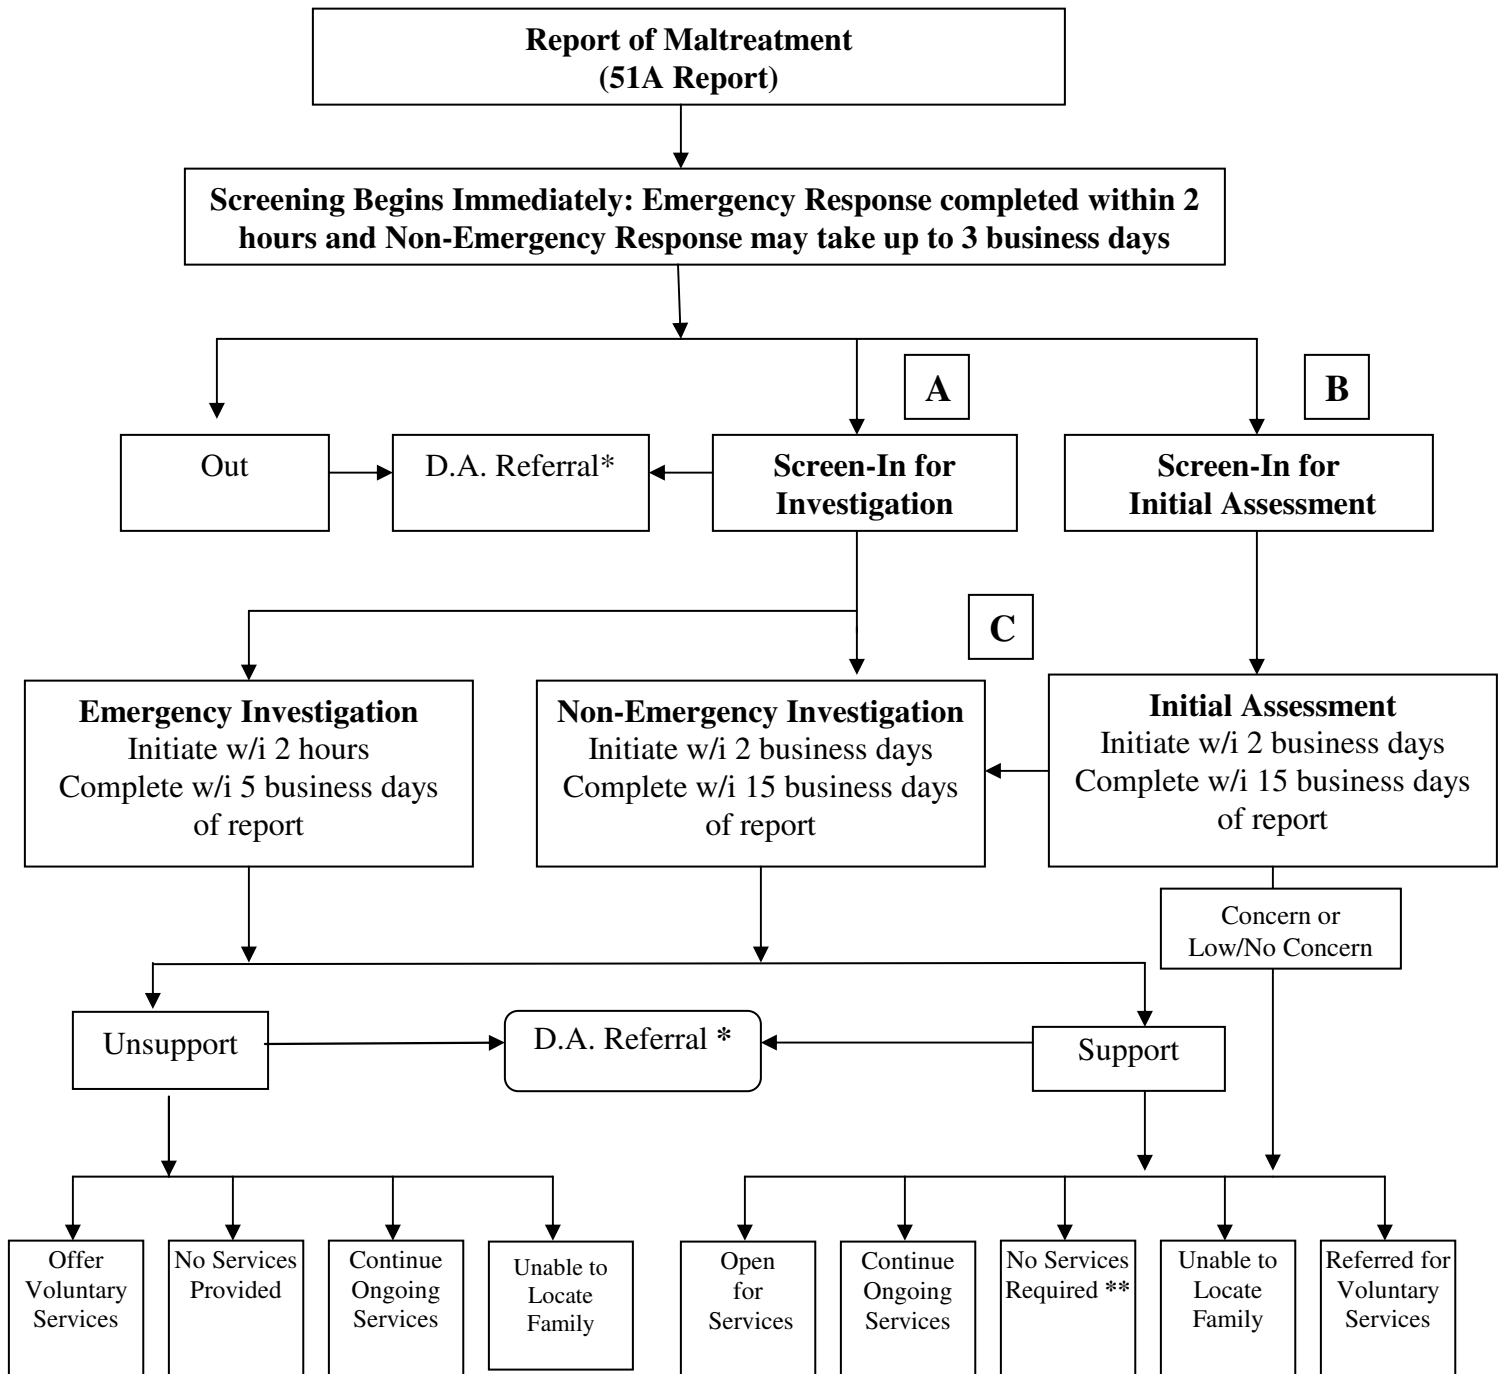 Report of Maltreatment
(51A Report)
Screening Begins Immediately: Emergency Response completed within 2
hours and Non-Emergency Response may take up to 3 business days
A
B
Out
D.A. Referral*
Screen-In for
Investigation
Screen-In for
Initial Assessment
C
Emergency Investigation
Initiate w/i 2 hours
Complete w/i 5 business days
of report
Non-Emergency Investigation
Initiate w/i 2 business days
Complete w/i 15 business days
of report
Initial Assessment
Initiate w/i 2 business days
Complete w/i 15 business days
of report
Concern or
Low/No Concern
Unsupport
D.A. Referral *
Support
Offer
Voluntary
Services
No Services
Provided
Continue
Ongoing
Services
Unable to
Locate
Family
Open
for
Services
Continue
Ongoing
Services
No Services
Required **
Unable to
Locate
Family
Referred for
Voluntary
Services